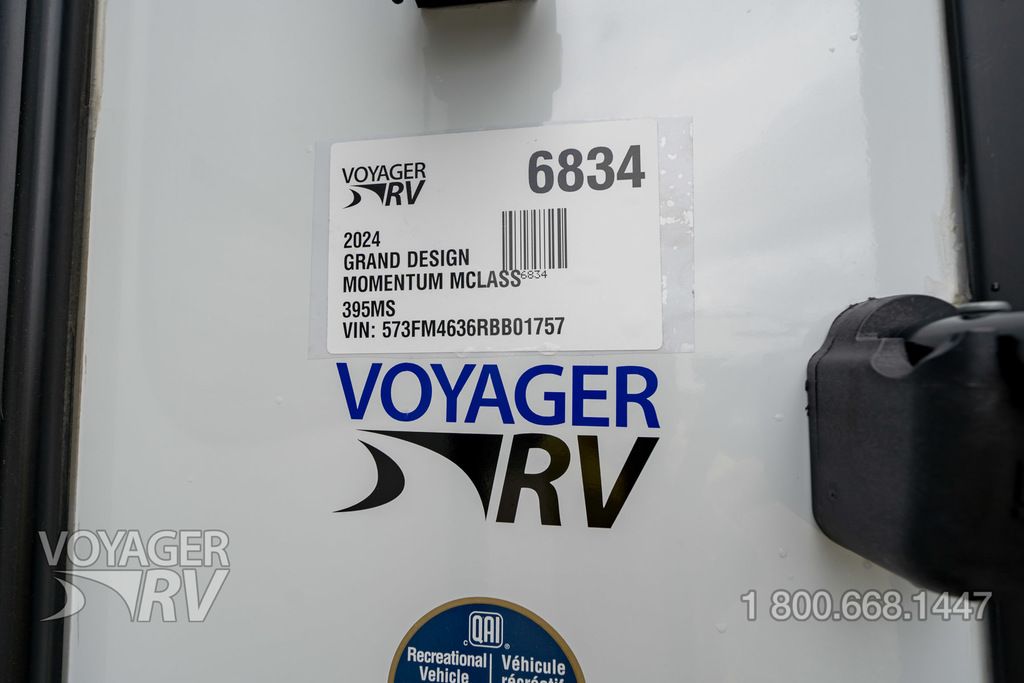 VOYAGER
RV
6834
2024
GRAND DESIGN
MOMENTUM MCLASS
6834
395MS
VIN: 573FM4636RBB01757
VOYAGER
RV
VOYAGER
RV
1 800.668.1447
C QAI ®
Recreational
Vehicle
Véhicule
récréatif